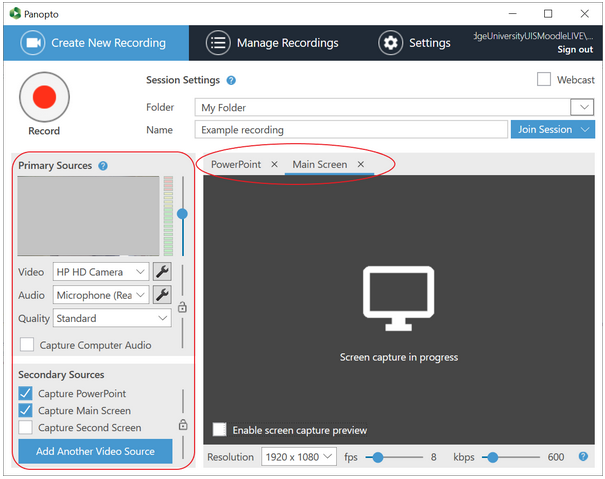 Panopto
Create New Recording
Manage Recordings
Settings
:lgeUniversityUISMoodleLIVE\...
Sign out
Record
Session Settings ?
Webcast
Folder My Folder
Name Example recording Join Session
Primary Sources ?
Video HP HD Camera
Audio Microphone (Rea
Quality Standard
Capture Computer Audio
Secondary Sources
Capture PowerPoint
Capture Main Screen
Capture Second Screen
Add Another Video Source
PowerPoint Main Screen
Screen capture in progress
Enable screen capture preview
Resolution 1920 x 1080 fps 8 kbps 600 ?